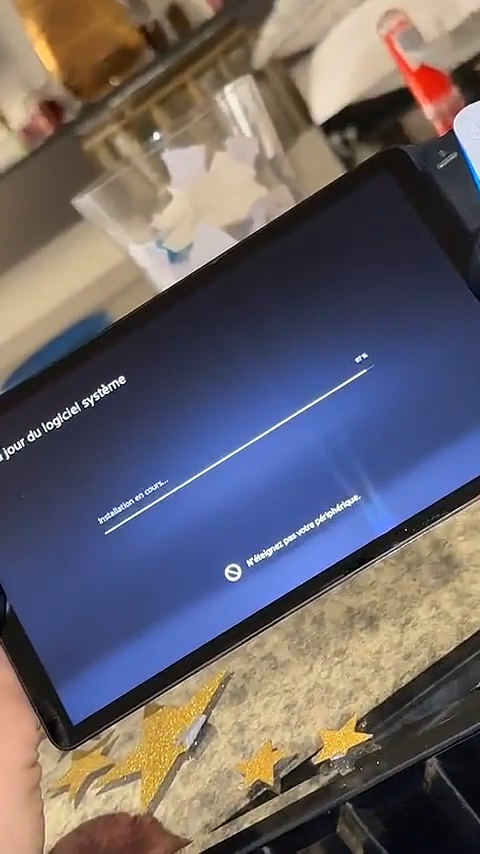 jour du logiciel système
97%
Installation en cours...
N'éteignez pas votre périphérique.